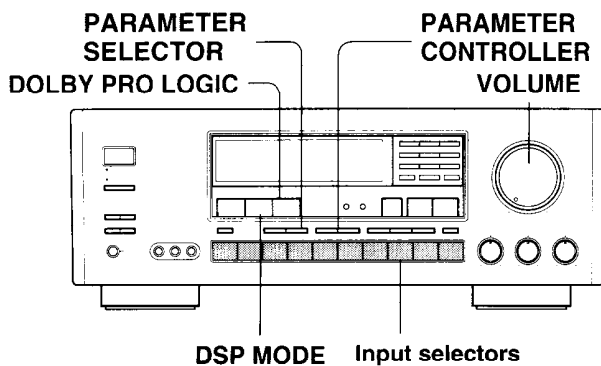 PARAMETER
SELECTOR
DOLBY PRO LOGIC
PARAMETER
CONTROLLER
VOLUME
DSP MODE
Input selectors